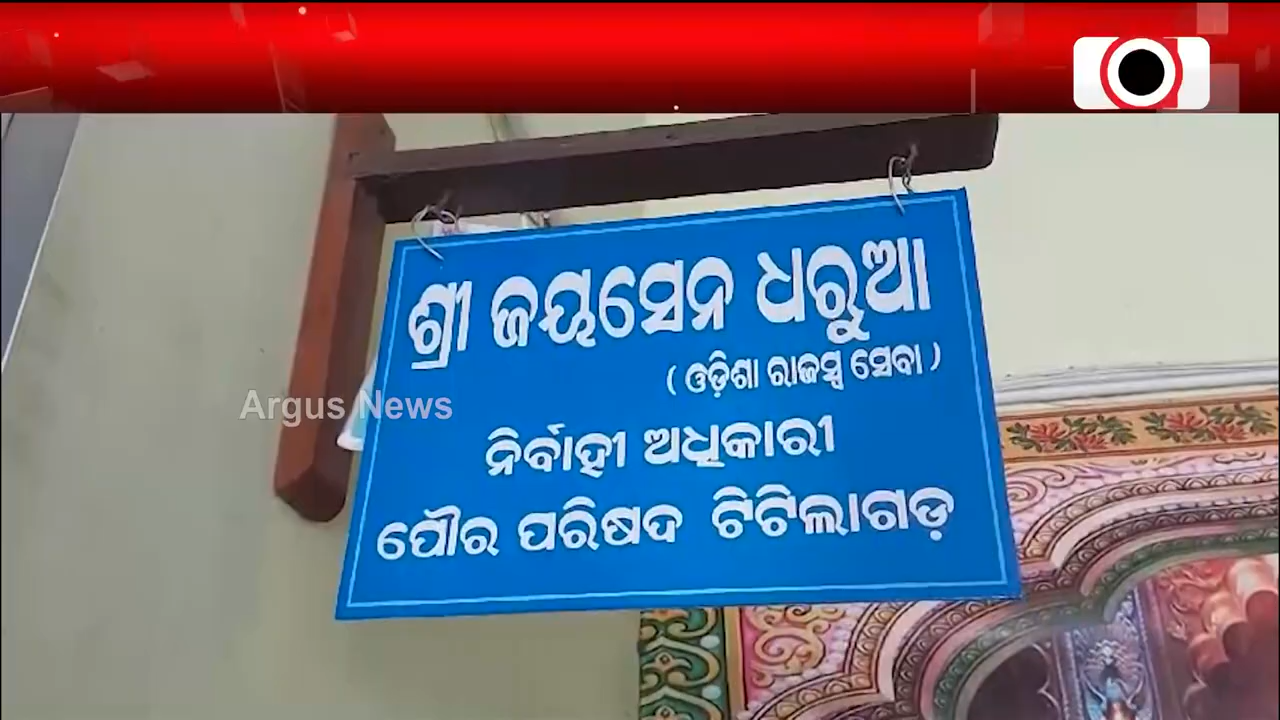 ଶ୍ରୀ ଜୟସେନ ଧରୁଆ
( ଓଡ଼ିଶା ରାଜସ୍ୱ ସେବା )
Argus News
ନିର୍ବାହୀ ଅଧିକାରୀ
ପୌର ପରିଷଦ ଟିଟିଲାଗଡ଼